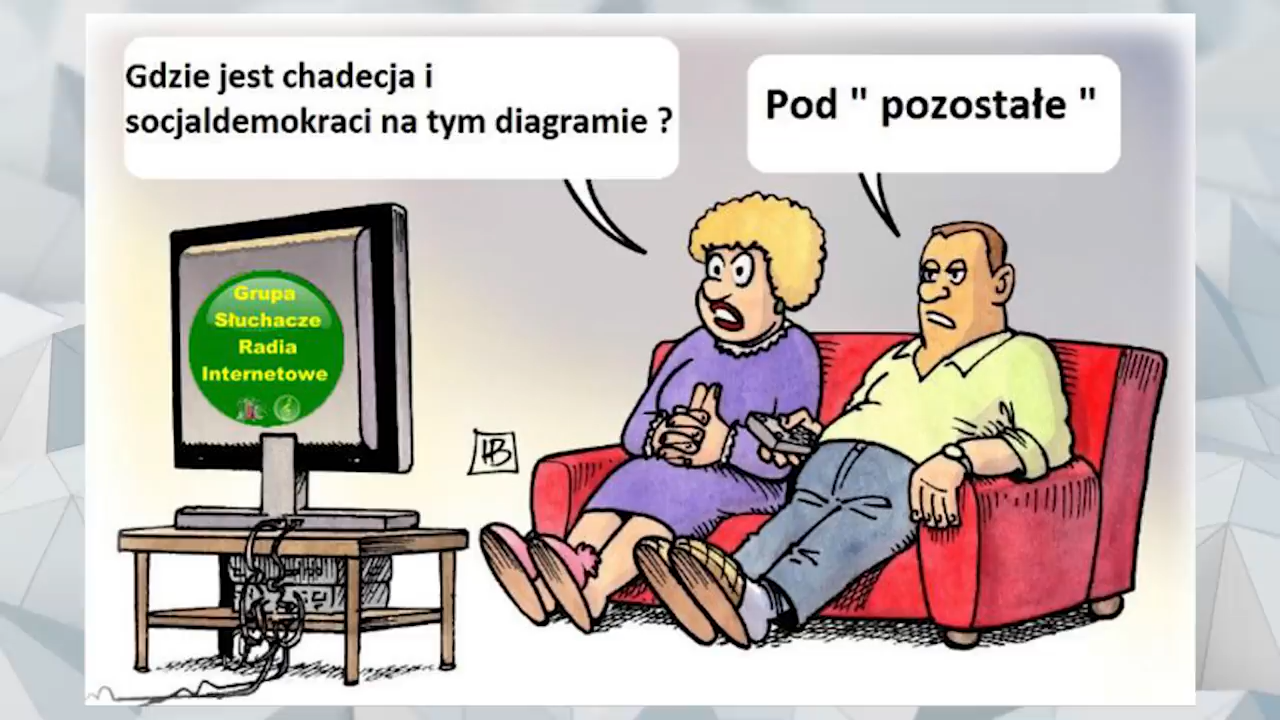 Gdzie jest chadecja i
socjaldemokraci na tym diagramie ?
Pod " pozostałe "
Grupa
Słuchacze
Radia
Internetowe
HB